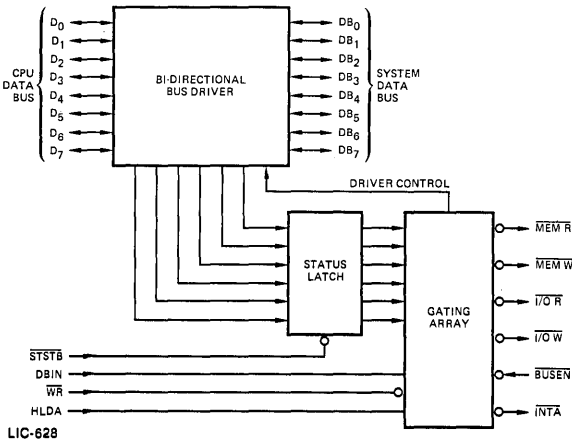 D0
D1
D2
D3
D4
D5
D6
D7
CPU
DATA
BUS
BI-DIRECTIONAL
BUS DRIVER
DB0
DB1
DB2
DB3
DB4
DB5
DB6
DB7
SYSTEM
DATA
BUS
DRIVER CONTROL
STATUS
LATCH
GATING
ARRAY
MEM R
MEM W
I/O R
I/O W
BUSEN
INTA
STSTB
DBIN
WR
HLDA
LIC-628